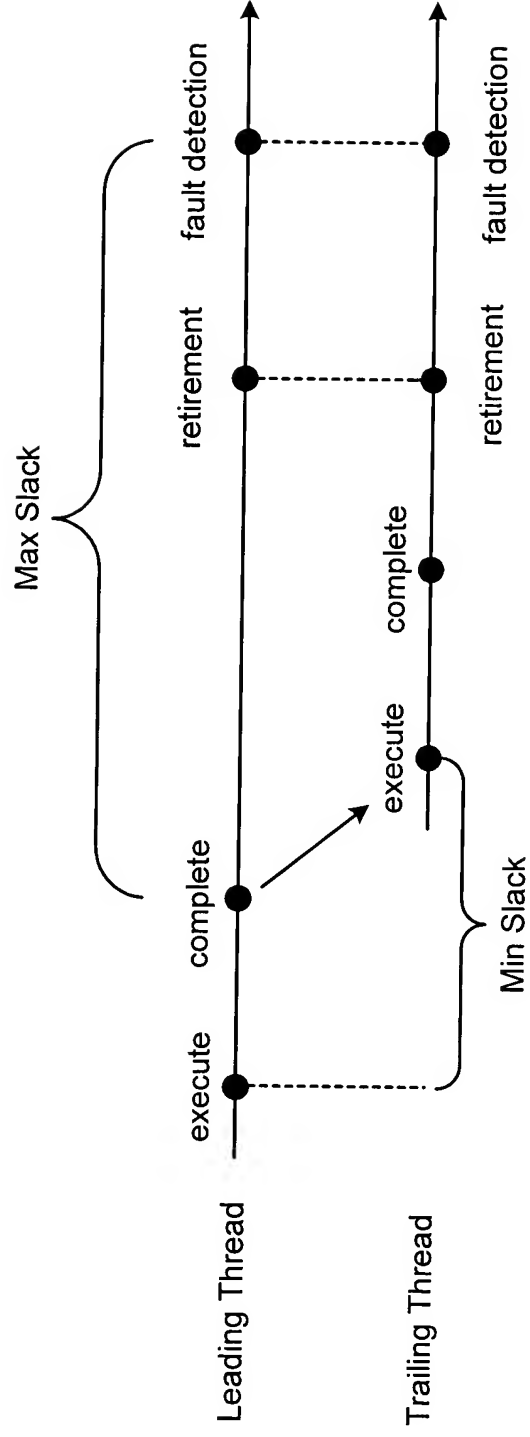 Max Slack
Leading Thread
execute
complete
retirement
fault detection
Trailing Thread
execute
complete
retirement
fault detection
Min Slack